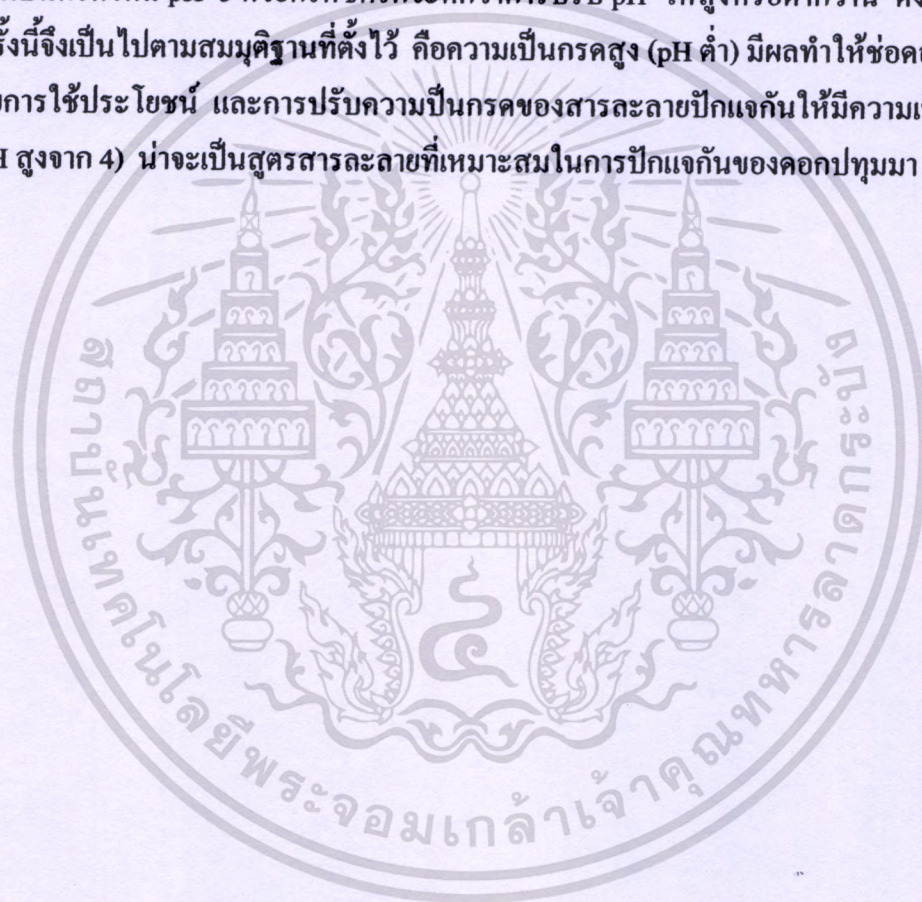 รั้งนี้จึงเป็นไปตามสมมุติฐานที่ตั้งไว้ คือความเป็นกรดสูง (pH ต่ำ) มีผลทำให้ช่อด
การใช้ประโยชน์ และการปรับความป็นกรดของสารละลายปักแจกันให้มีความ
สูงจาก 4) น่าจะเป็นสูตรสารละลายที่เหมาะสมในการปักแจกันของดอกปทุมมา
สถาบันเทคโนโลยีพระจอมเกล้าเจ้าคุณทหารลาดกระบัง